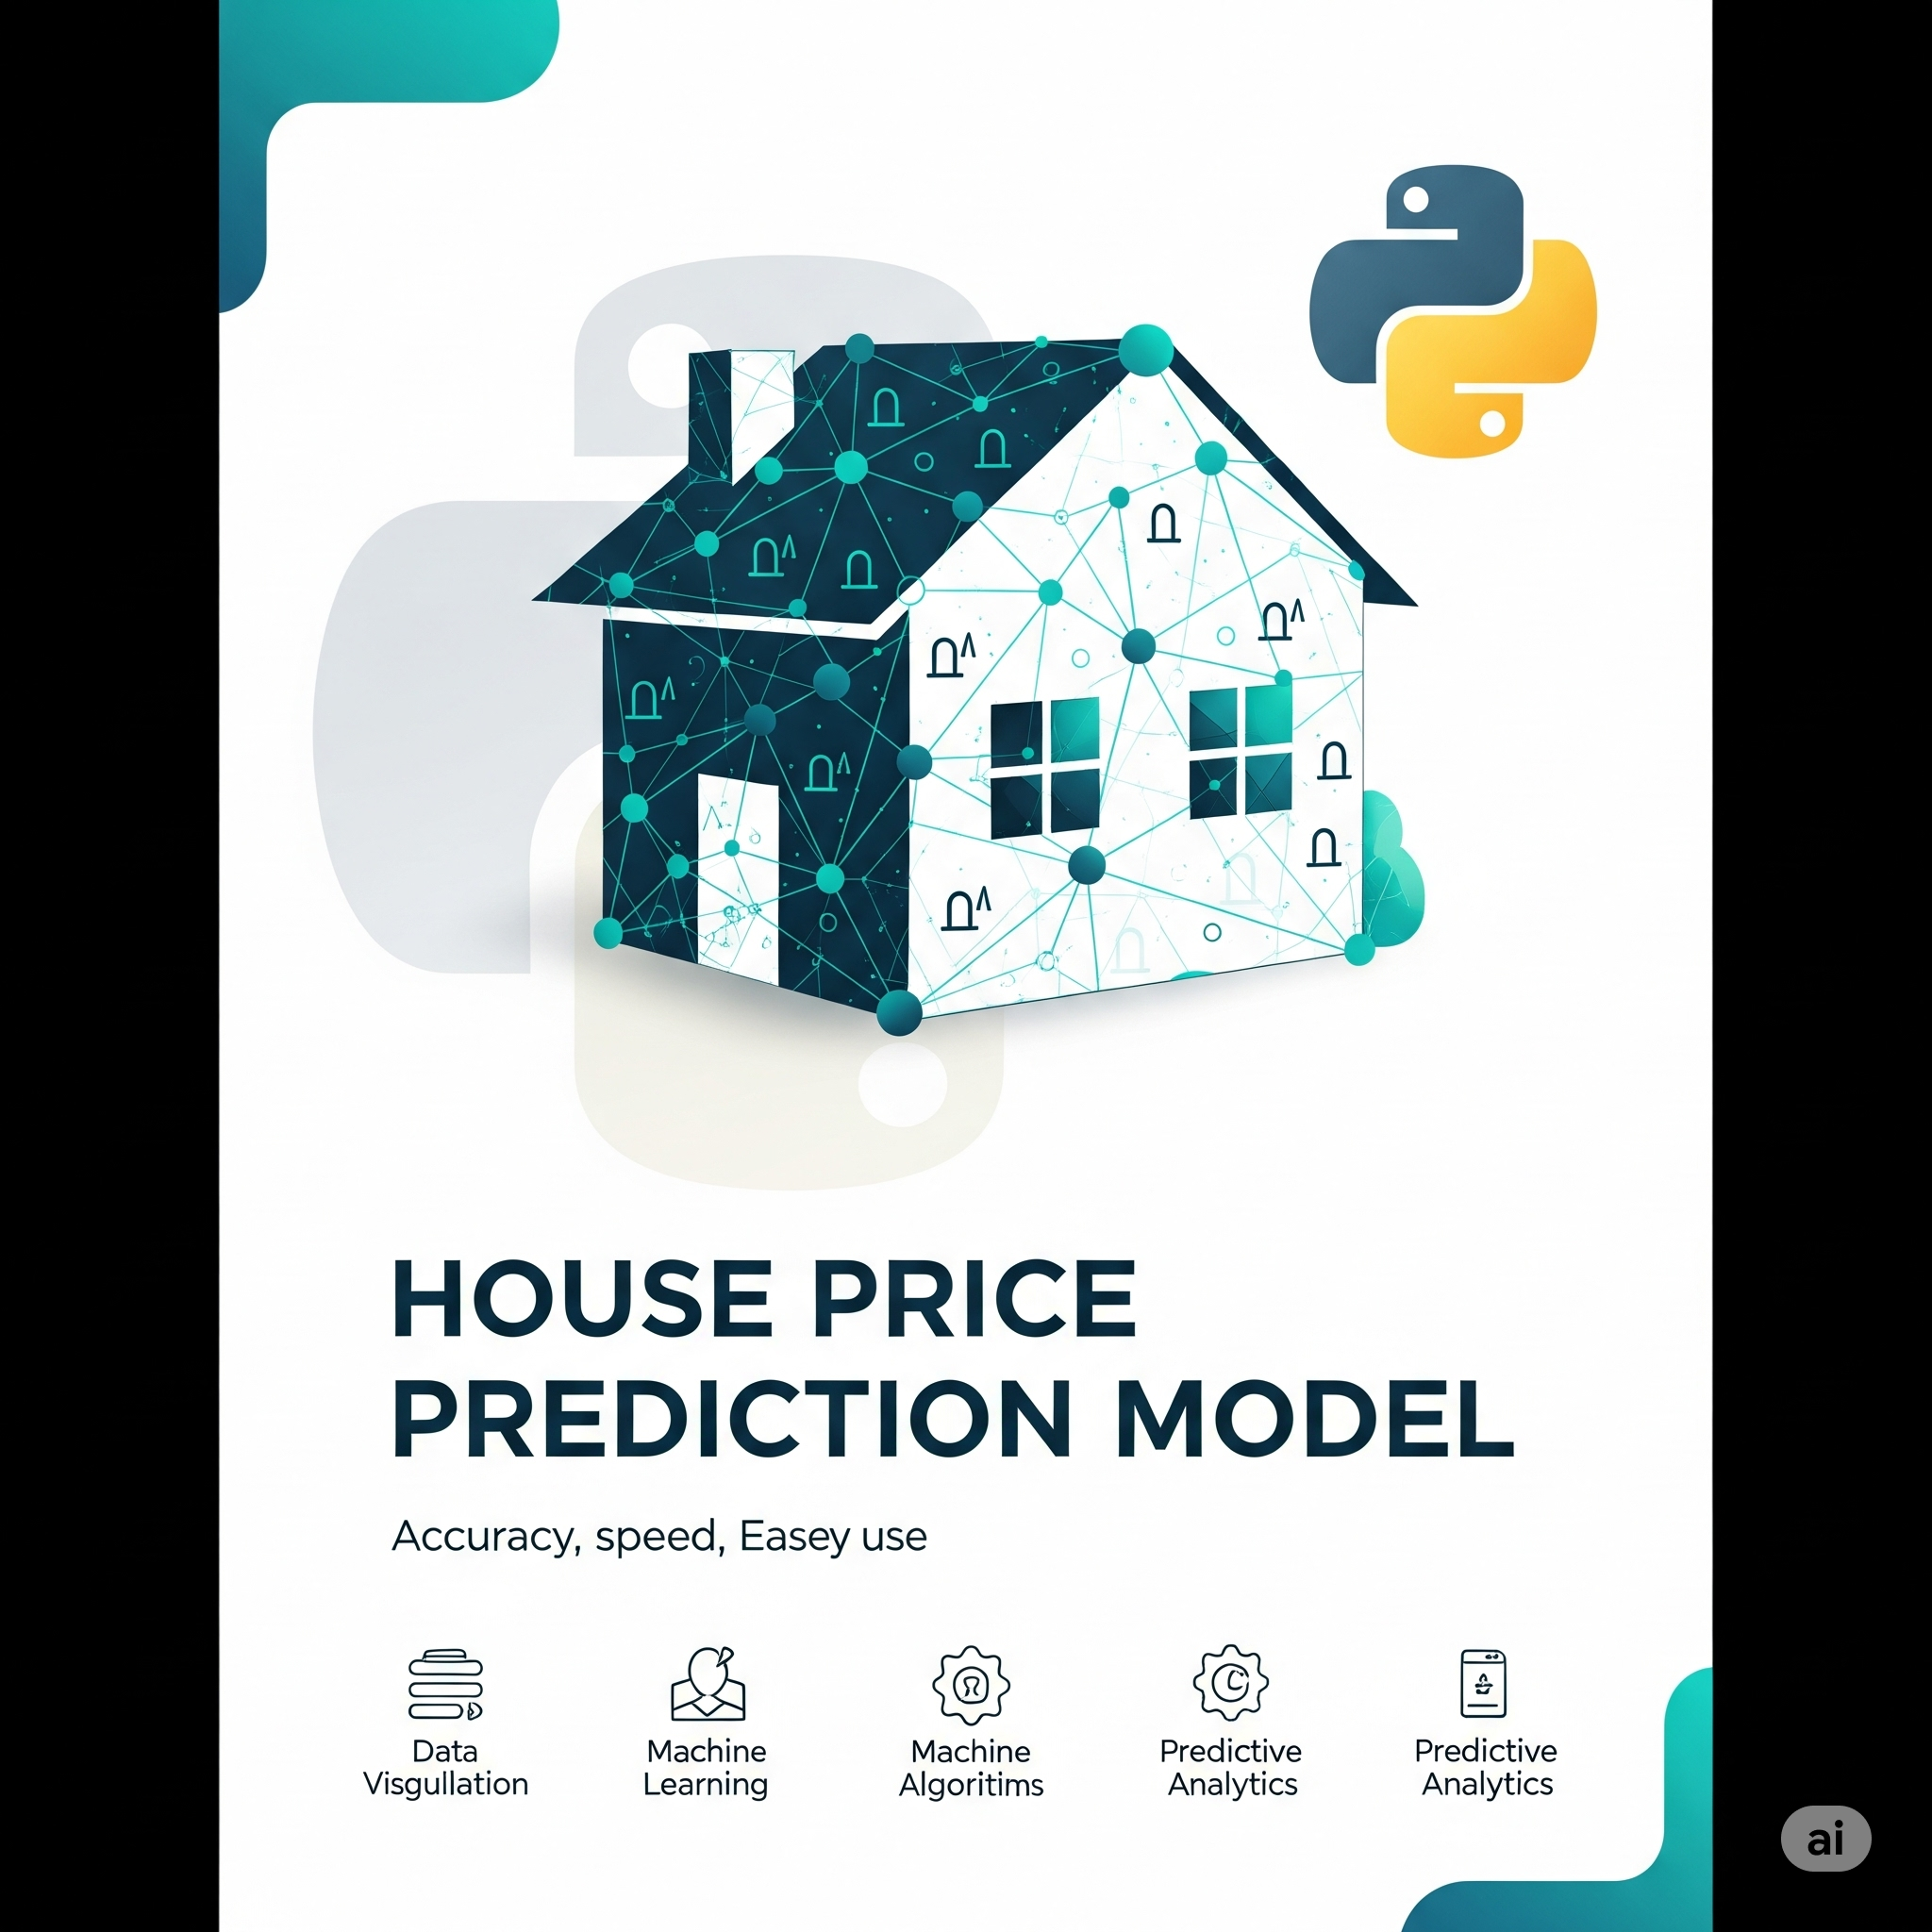 HOUSE PRICE
PREDICTION MODEL
Accuracy, speed, Easey use
Data
Visgullation
Machine
Learning
Machine
Algoritims
Predictive
Analytics
Predictive
Analytics
ai